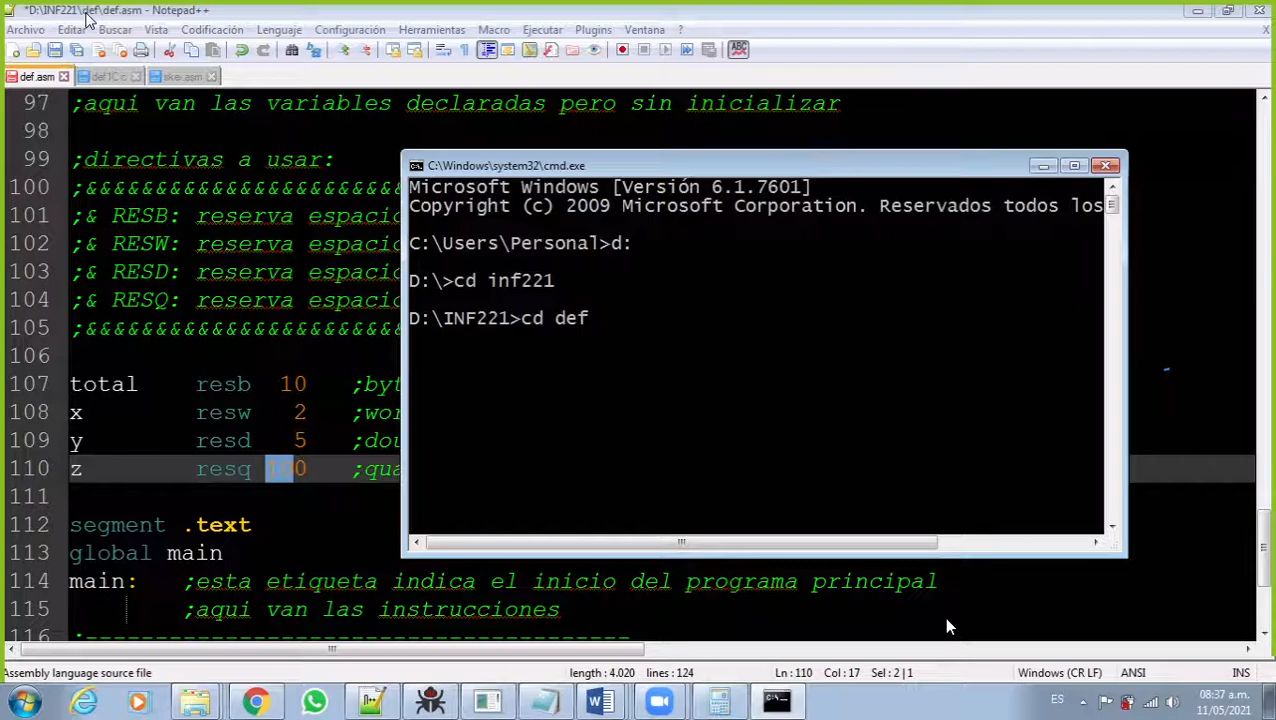 *D:\INF221\def\def.asm - Notepad++
Archivo Editar Buscar Vista Codificación Lenguaje Configuración Herramientas Macro Ejecutar Plugins Ventana ? X
ABC
def.asm def1C.c skel.asm
97 ;aqui van las variables declaradas pero sin inicializar
98
99 ;directivas a usar:
100 ;&&&&&&&&&&&&&&&&&&&&&&&&&&&&
101 ;& RESB: reserva espacio
102 ;& RESW: reserva espacio
103 ;& RESD: reserva espacio
104 ;& RESQ: reserva espacio
105 ;&&&&&&&&&&&&&&&&&&&&&&&&&&&&
106
107 total resb 10 ;byt
108 x resw 2 ;wor
109 y resd 5 ;dou
110 z resq 100 ;qua
111
112 segment .text
113 global main
114 main: ;esta etiqueta indica el inicio del programa principal
115 ;aqui van las instrucciones
116
C:\Windows\system32\cmd.exe
Microsoft Windows [Versión 6.1.7601]
Copyright (c) 2009 Microsoft Corporation. Reservados todos los
C:\Users\Personal>d:
D:\>cd inf221
D:\INF221>cd def
Assembly language source file length : 4.020 lines : 124 Ln : 110 Col : 17 Sel : 2 | 1 Windows (CR LF) ANSI INS
ES 08:37 a.m.
11/05/2021